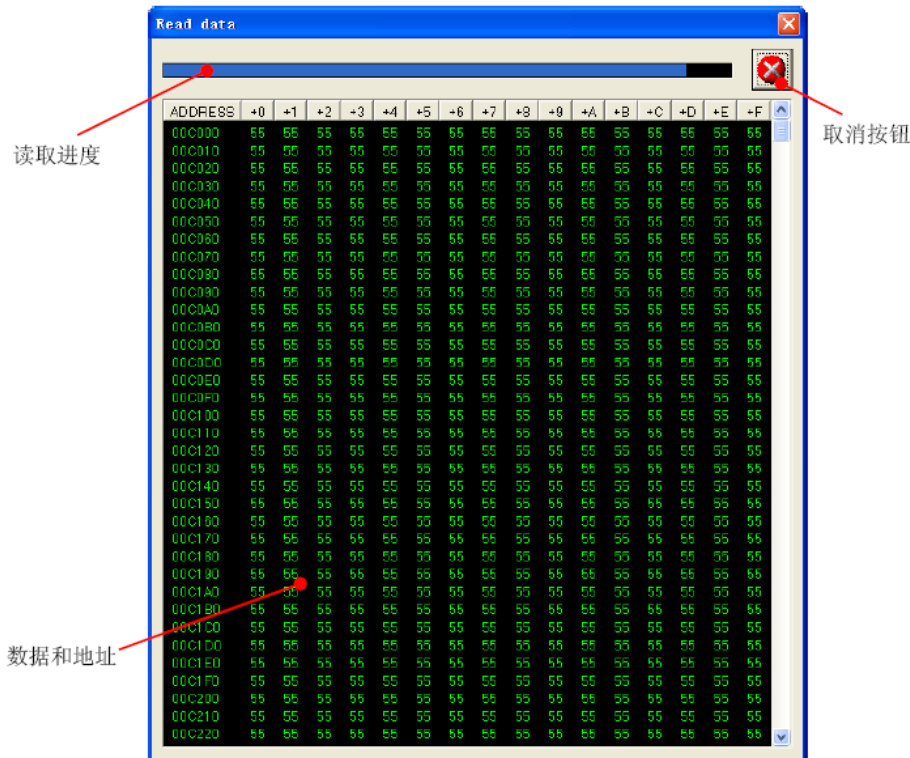 Read data
读取进度
取消按钮
ADDRESS +0 +1 +2 +3 +4 +5 +6 +7 +8 +9 +A +B +C +D +E +F
00C000 55 55 55 55 55 55 55 55 55 55 55 55 55 55 55 55
00C010 55 55 55 55 55 55 55 55 55 55 55 55 55 55 55 55
00C020 55 55 55 55 55 55 55 55 55 55 55 55 55 55 55 55
00C030 55 55 55 55 55 55 55 55 55 55 55 55 55 55 55 55
00C040 55 55 55 55 55 55 55 55 55 55 55 55 55 55 55 55
00C050 55 55 55 55 55 55 55 55 55 55 55 55 55 55 55 55
00C060 55 55 55 55 55 55 55 55 55 55 55 55 55 55 55 55
00C070 55 55 55 55 55 55 55 55 55 55 55 55 55 55 55 55
00C080 55 55 55 55 55 55 55 55 55 55 55 55 55 55 55 55
00C090 55 55 55 55 55 55 55 55 55 55 55 55 55 55 55 55
00C0A0 55 55 55 55 55 55 55 55 55 55 55 55 55 55 55 55
00C0B0 55 55 55 55 55 55 55 55 55 55 55 55 55 55 55 55
00C0C0 55 55 55 55 55 55 55 55 55 55 55 55 55 55 55 55
00C0D0 55 55 55 55 55 55 55 55 55 55 55 55 55 55 55 55
00C0E0 55 55 55 55 55 55 55 55 55 55 55 55 55 55 55 55
00C0F0 55 55 55 55 55 55 55 55 55 55 55 55 55 55 55 55
00C100 55 55 55 55 55 55 55 55 55 55 55 55 55 55 55 55
00C110 55 55 55 55 55 55 55 55 55 55 55 55 55 55 55 55
00C120 55 55 55 55 55 55 55 55 55 55 55 55 55 55 55 55
00C130 55 55 55 55 55 55 55 55 55 55 55 55 55 55 55 55
00C140 55 55 55 55 55 55 55 55 55 55 55 55 55 55 55 55
00C150 55 55 55 55 55 55 55 55 55 55 55 55 55 55 55 55
00C160 55 55 55 55 55 55 55 55 55 55 55 55 55 55 55 55
00C170 55 55 55 55 55 55 55 55 55 55 55 55 55 55 55 55
00C180 55 55 55 55 55 55 55 55 55 55 55 55 55 55 55 55
00C190 55 55 55 55 55 55 55 55 55 55 55 55 55 55 55 55
00C1A0 55 55 55 55 55 55 55 55 55 55 55 55 55 55 55 55
00C1B0 55 55 55 55 55 55 55 55 55 55 55 55 55 55 55 55
00C1C0 55 55 55 55 55 55 55 55 55 55 55 55 55 55 55 55
00C1D0 55 55 55 55 55 55 55 55 55 55 55 55 55 55 55 55
数据和地址
00C1E0 55 55 55 55 55 55 55 55 55 55 55 55 55 55 55 55
00C1F0 55 55 55 55 55 55 55 55 55 55 55 55 55 55 55 55
00C200 55 55 55 55 55 55 55 55 55 55 55 55 55 55 55 55
00C210 55 55 55 55 55 55 55 55 55 55 55 55 55 55 55 55
00C220 55 55 55 55 55 55 55 55 55 55 55 55 55 55 55 55